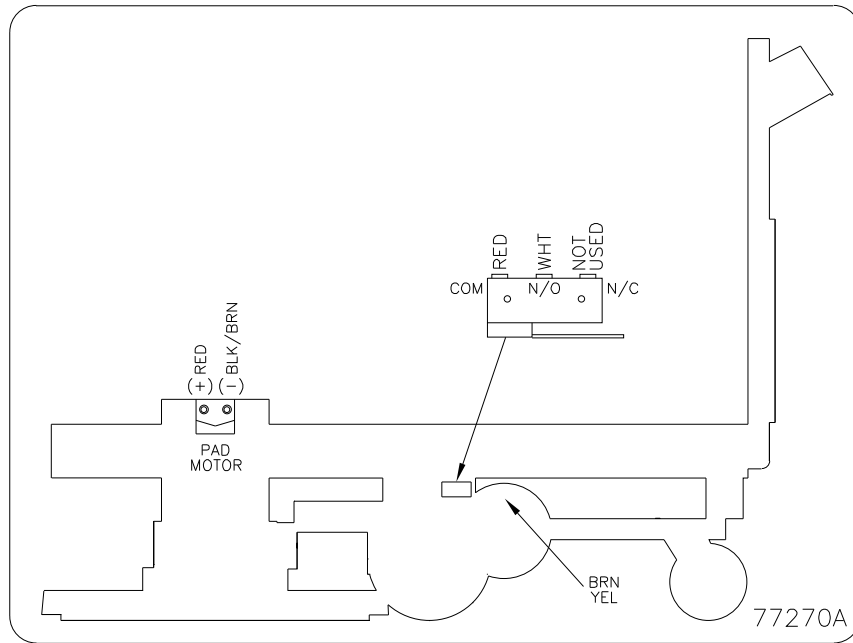 RED
WHT
NOT
USED
COM
N/O
N/C
(+) RED
(-) BLK/BRN
PAD
MOTOR
BRN
YEL
77270A